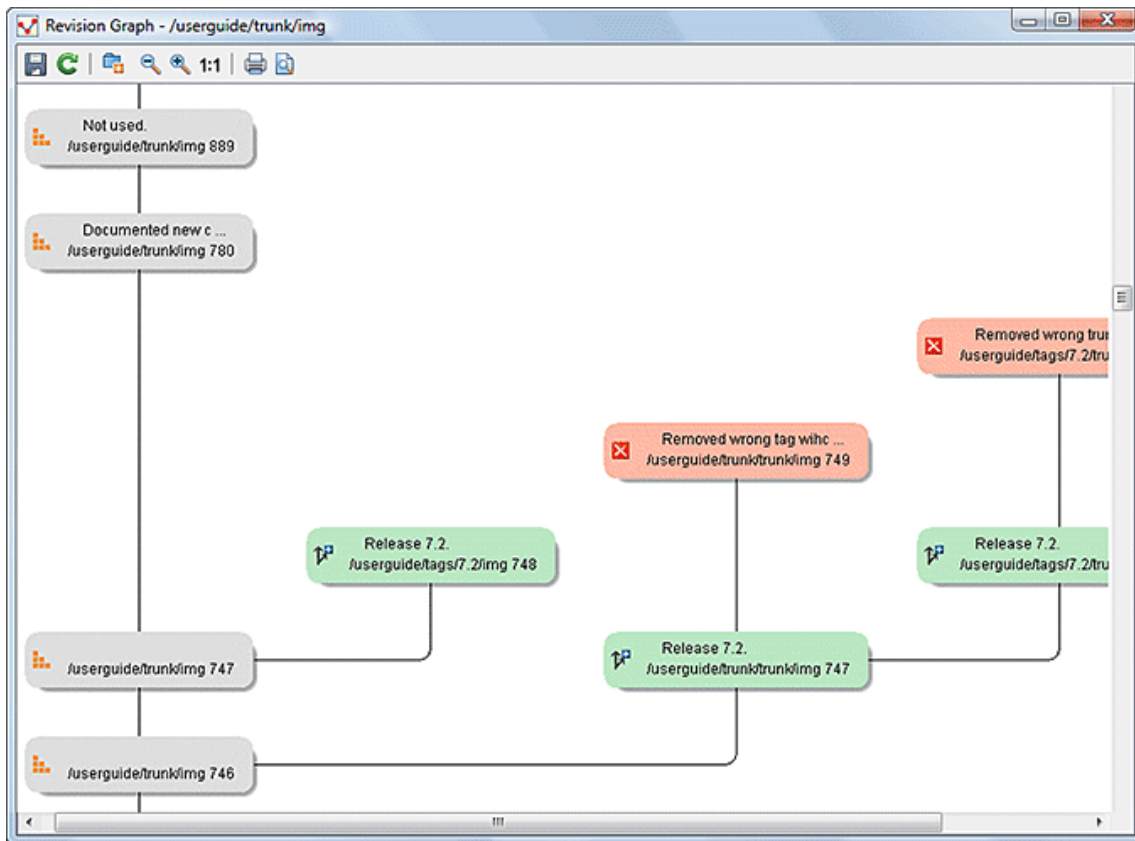 Revision Graph - /userguide/trunk/img
1:1
Not used.
/userguide/trunk/img 889
Documented new c ...
/userguide/trunk/img 780
Removed wrong
/userguide/tags/7.2/
Removed wrong tag wihc ...
/userguide/trunk/trunk/img 749
Release 7.2.
/userguide/tags/7.2/img 748
Release 7.2.
/userguide/tags/7.2/
/userguide/trunk/img 747
Release 7.2.
/userguide/trunk/trunk/img 747
/userguide/trunk/img 746